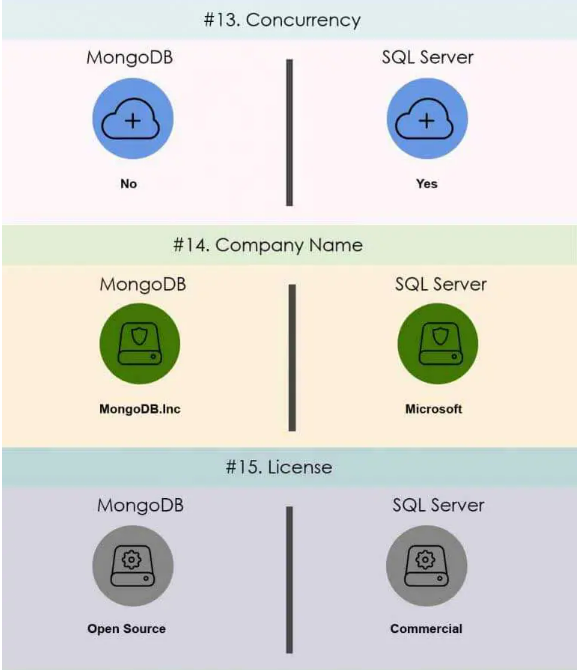 #13. Concurrency
MongoDB
SQL Server
No
Yes
#14. Company Name
MongoDB
SQL Server
MongoDB.Inc
Microsoft
#15. License
MongoDB
SQL Server
Open Source
Commercial